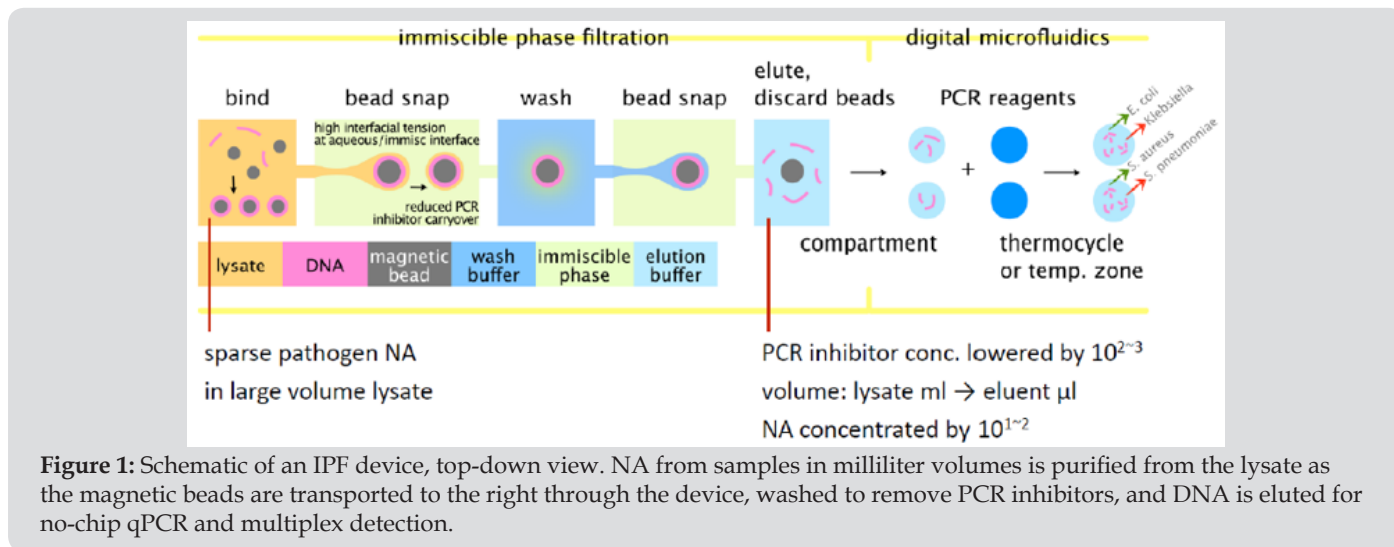 immiscible phase filtration
digital microfluidics
bind
bead snap
wash
bead snap
elute,
discard beads
PCR reagents
high interfacial tension
at aqueous/immisc interface
reduced PCR
inhibitor carryover
+
E. coli
Klebsiella
S. aureus
S. pneumoniae
compartment
thermocycle
or temp. zone
lysate
DNA
magnetic
bead
wash
buffer
immiscible
phase
elution
buffer
sparse pathogen NA
in large volume lysate
PCR inhibitor conc. lowered by 10²~³
volume: lysate ml → eluent μl
NA concentrated by 10¹~²
Figure 1: Schematic of an IPF device, top-down view. NA from samples in milliliter volumes is purified from the lysate as
the magnetic beads are transported to the right through the device, washed to remove PCR inhibitors, and DNA is eluted for
no-chip qPCR and multiplex detection.